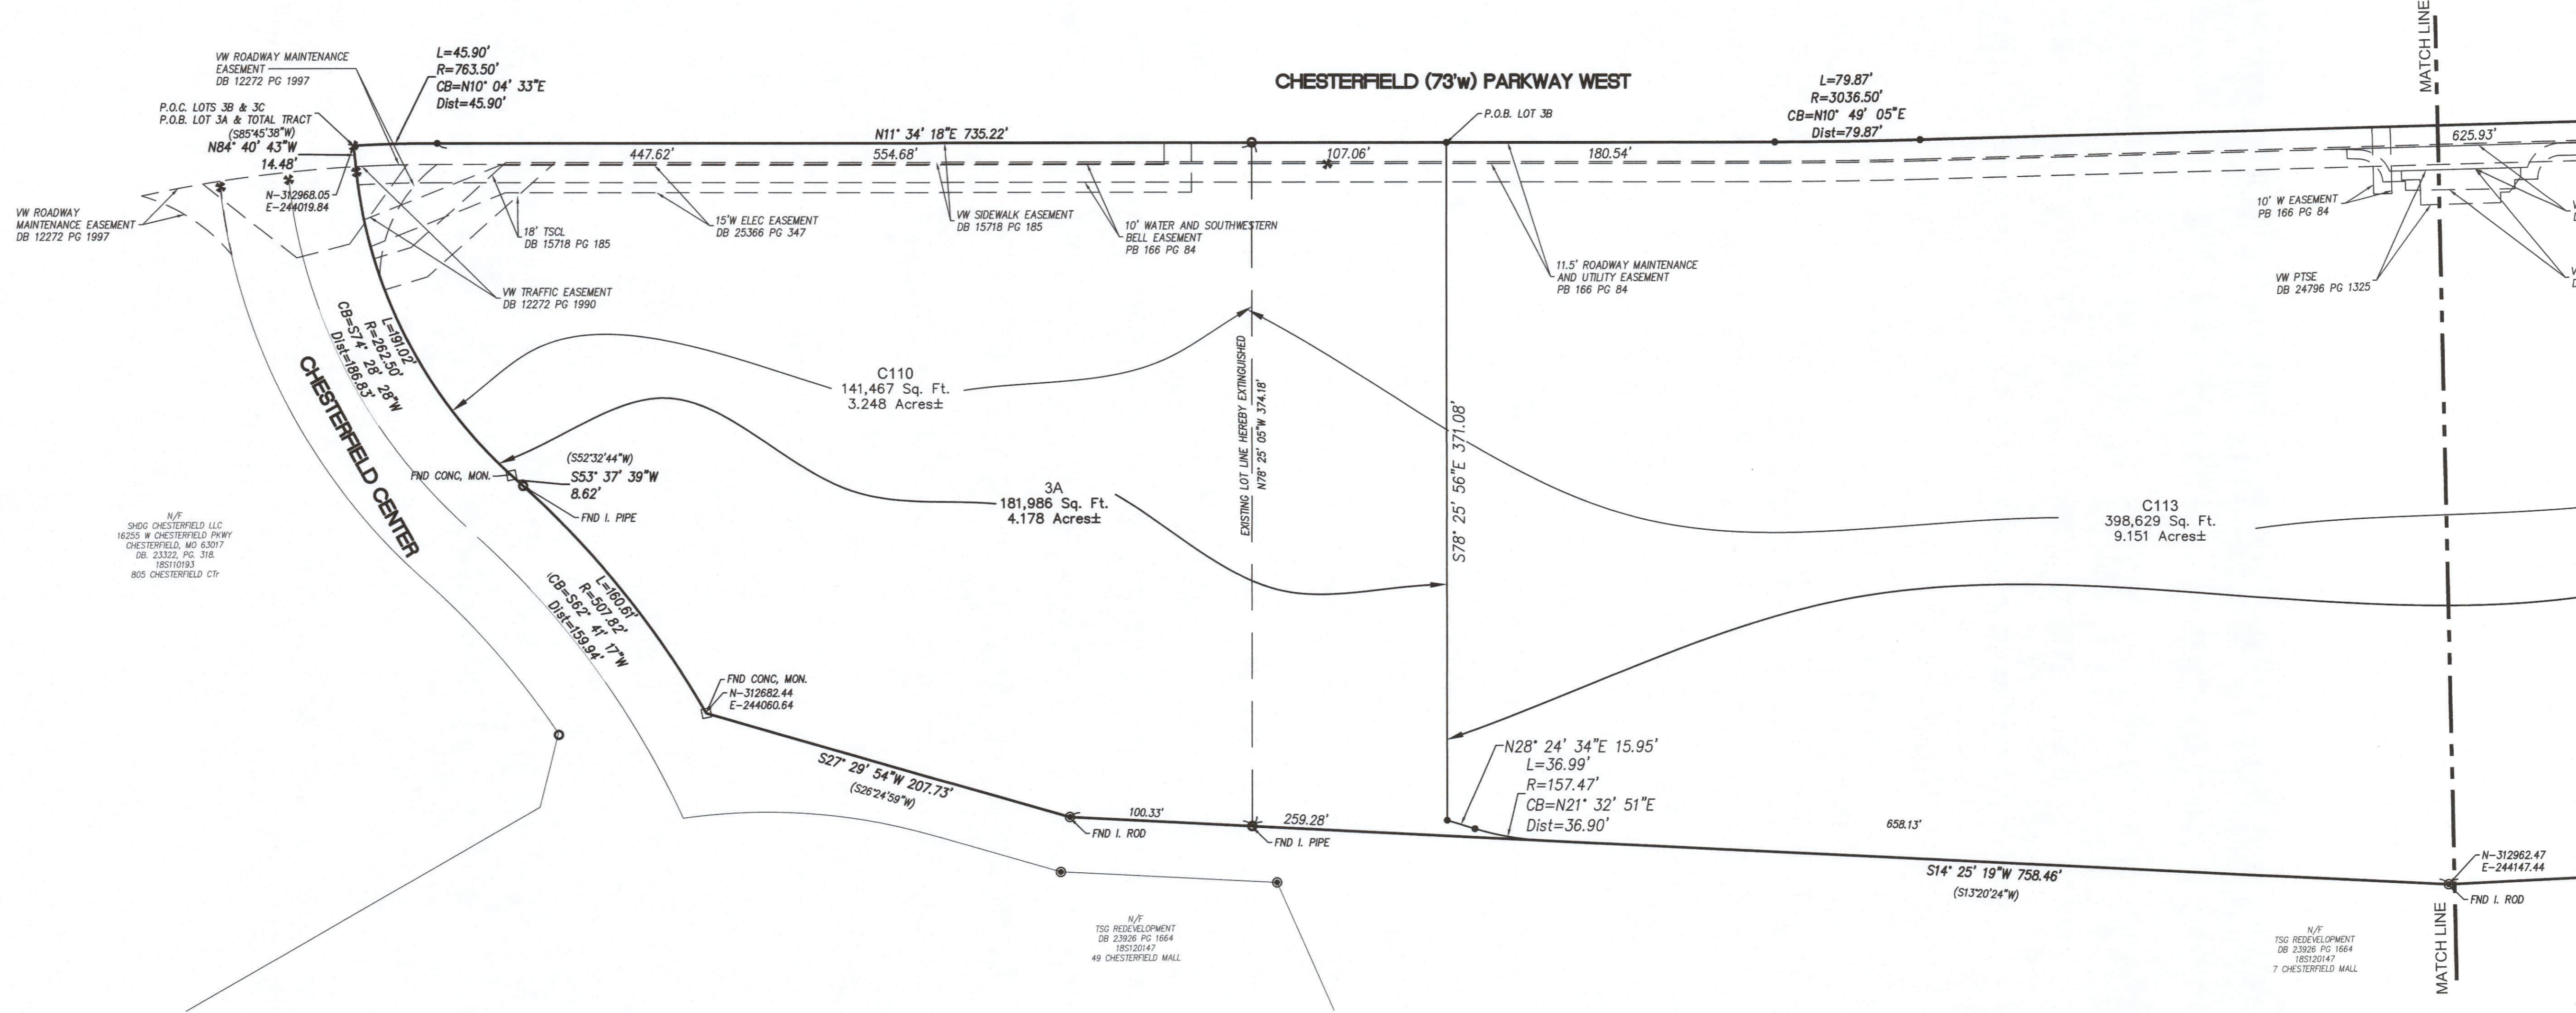 VW ROADWAY MAINTENANCE
EASEMENT
DB 12272 PG 1997
L=45.90'
R=763.50'
CB=N10° 04' 33"E
Dist=45.90'
P.O.C. LOTS 3B & 3C
P.O.B. LOT 3A & TOTAL TRACT
(S85°45'38"W)
N84° 40' 43"W
14.48'
N-312968.05
E-244019.84
VW ROADWAY
MAINTENANCE EASEMENT
DB 12272 PG 1997
CHESTERFIELD (73'w) PARKWAY WEST
N11° 34' 18"E 735.22'
447.62'
554.68'
107.06'
180.54'
P.O.B. LOT 3B
L=79.87'
R=3036.50'
CB=N10° 49' 05"E
Dist=79.87'
MATCH LINE
625.93'
18' TSCL
DB 15718 PG 185
15'W ELEC EASEMENT
DB 25366 PG 347
VW SIDEWALK EASEMENT
DB 15718 PG 185
10' WATER AND SOUTHWESTERN
BELL EASEMENT
PB 166 PG 84
11.5' ROADWAY MAINTENANCE
AND UTILITY EASEMENT
PB 166 PG 84
10' W EASEMENT
PB 166 PG 84
VW PTSE
DB 24796 PG 1325
VW TRAFFIC EASEMENT
DB 12272 PG 1990
L=191.02'
R=262.50'
CB=S74° 28' 28"W
Dist=186.83'
CHESTERFIELD CENTER
C110
141,467 Sq. Ft.
3.248 Acres±
EXISTING LOT LINE HEREBY EXTINGUISHED
N78° 25' 05"W 374.18'
S78° 25' 56"E 371.08'
FND CONC, MON.
(S52°32'44"W)
S53° 37' 39"W
8.62'
FND I. PIPE
3A
181,986 Sq. Ft.
4.178 Acres±
C113
398,629 Sq. Ft.
9.151 Acres±
N/F
SHDG CHESTERFIELD LLC
16255 W CHESTERFIELD PKWY
CHESTERFIELD, MO 63017
DB. 23322, PG. 318.
18S110193
805 CHESTERFIELD CTr
L=160.61'
R=507.82'
CB=S62° 41' 17"W
Dist=159.94'
FND CONC, MON.
N-312682.44
E-244060.64
S27° 29' 54"W 207.73'
(S26°24'59"W)
100.33'
FND I. ROD
259.28'
FND I. PIPE
N28° 24' 34"E 15.95'
L=36.99'
R=157.47'
CB=N21° 32' 51"E
Dist=36.90'
658.13'
S14° 25' 19"W 758.46'
(S13°20'24"W)
N-312962.47
E-244147.44
FND I. ROD
MATCH LINE
N/F
TSG REDEVELOPMENT
DB 23926 PG 1664
18S120147
49 CHESTERFIELD MALL
N/F
TSG REDEVELOPMENT
DB 23926 PG 1664
18S120147
7 CHESTERFIELD MALL